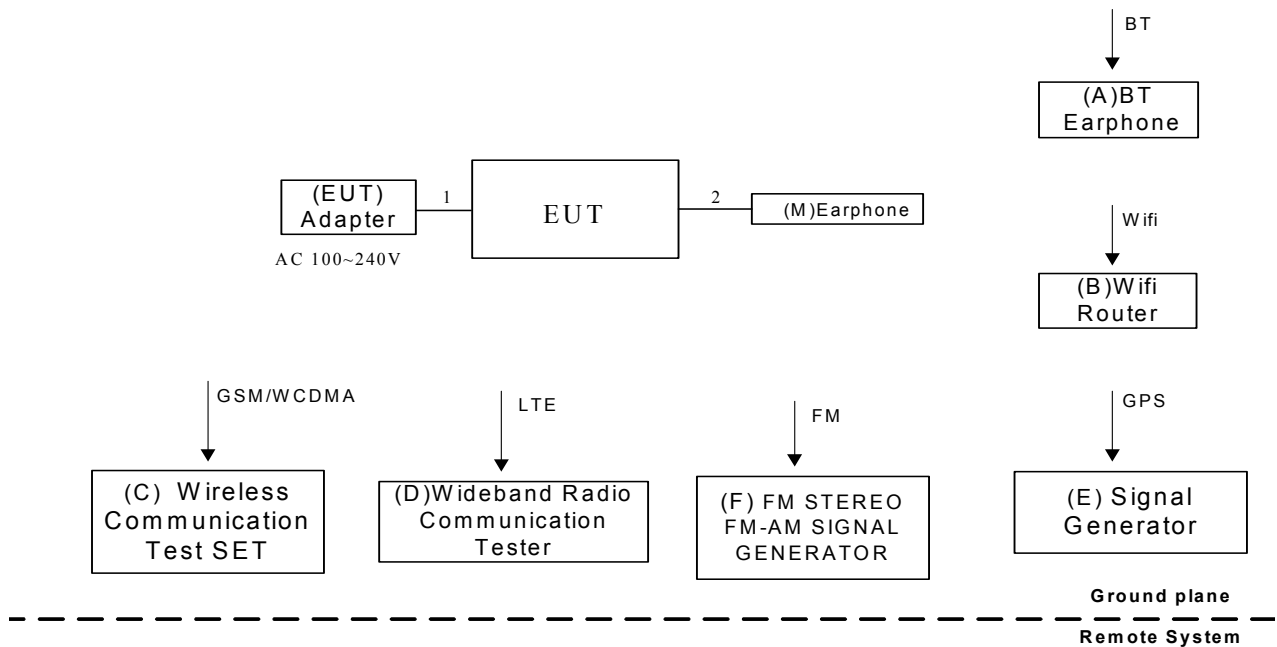 BT
(A)BT
Earphone
(EUT)
Adapter
1
EUT
2
(M)Earphone
AC 100~240V
Wifi
(B)Wifi
Router
GSM/WCDMA
LTE
FM
GPS
(C) Wireless
Communication
Test SET
(D)Wideband Radio
Communication
Tester
(F) FM STEREO
FM-AM SIGNAL
GENERATOR
(E) Signal
Generator
Ground plane
Remote System